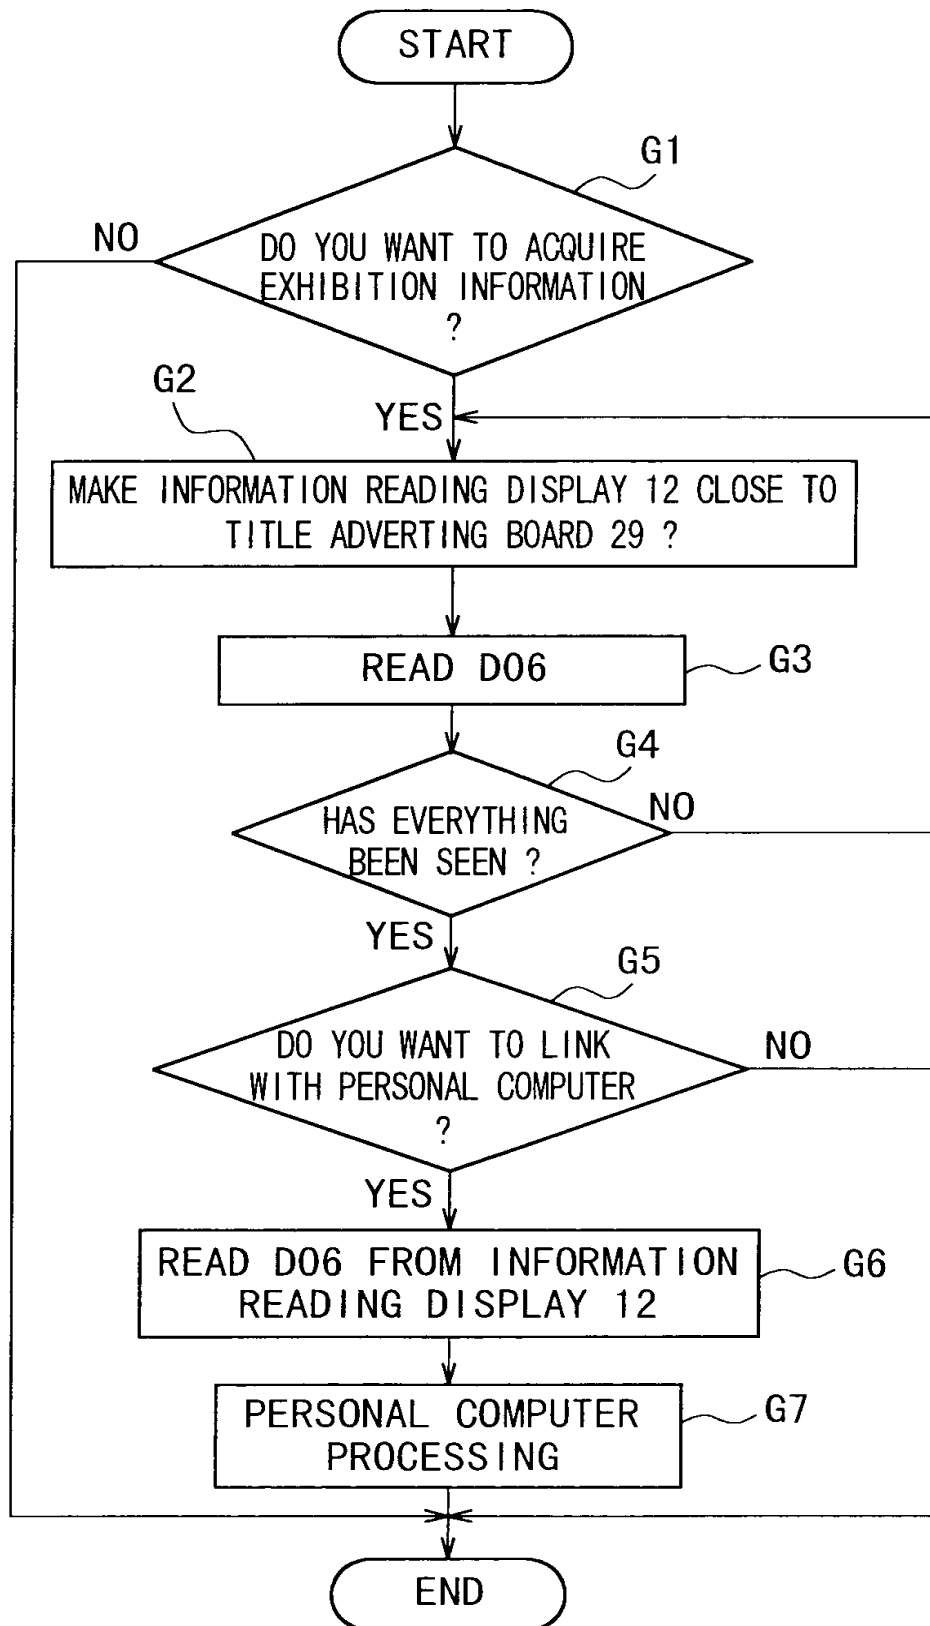 START
G1
NO
DO YOU WANT TO ACQUIRE
EXHIBITION INFORMATION
?
G2
YES
MAKE INFORMATION READING DISPLAY 12 CLOSE TO
TITLE ADVERTING BOARD 29 ?
READ D06
G3
G4
HAS EVERYTHING
BEEN SEEN ?
NO
YES
G5
DO YOU WANT TO LINK
WITH PERSONAL COMPUTER
?
NO
YES
READ D06 FROM INFORMATION
READING DISPLAY 12
G6
PERSONAL COMPUTER
PROCESSING
G7
END